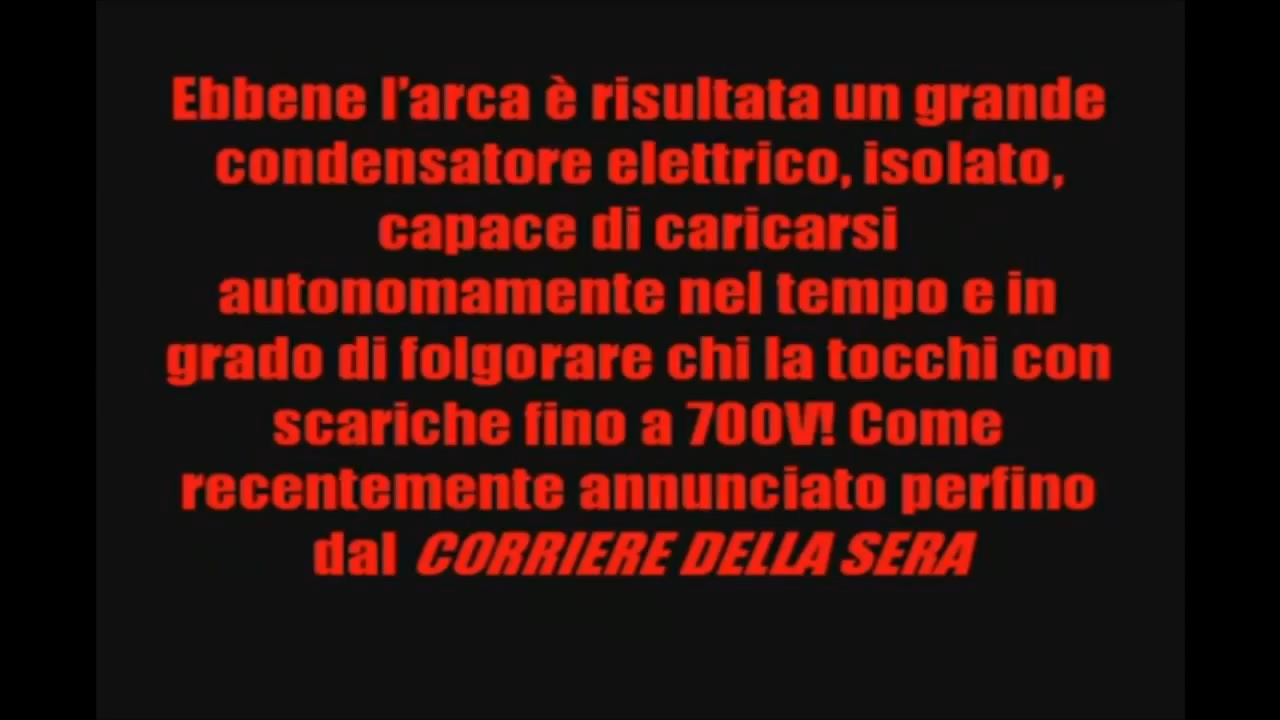 Ebbene l’arca è risultata un grande
condensatore elettrico, isolato,
capace di caricarsi
autonomamente nel tempo e in
grado di folgorare chi la tocchi con
scariche fino a 700V! Come
recentemente annunciato perfino
dal CORRIERE DELLA SERA